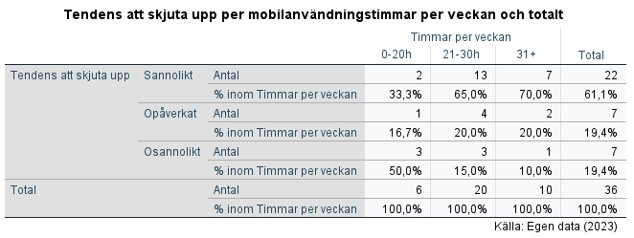 Tendens att skjuta upp per mobilanvändningstimmar per veckan och totalt
Timmar per veckan
0-20h 21-30h 31+ Total
Tendens att skjuta upp Sannolikt Antal 2 13 7 22
% inom Timmar per veckan 33,3% 65,0% 70,0% 61,1%
Opåverkat Antal 1 4 2 7
% inom Timmar per veckan 16,7% 20,0% 20,0% 19,4%
Osannolikt Antal 3 3 1 7
% inom Timmar per veckan 50,0% 15,0% 10,0% 19,4%
Total Antal 6 20 10 36
% inom Timmar per veckan 100,0% 100,0% 100,0% 100,0%
Källa: Egen data (2023)